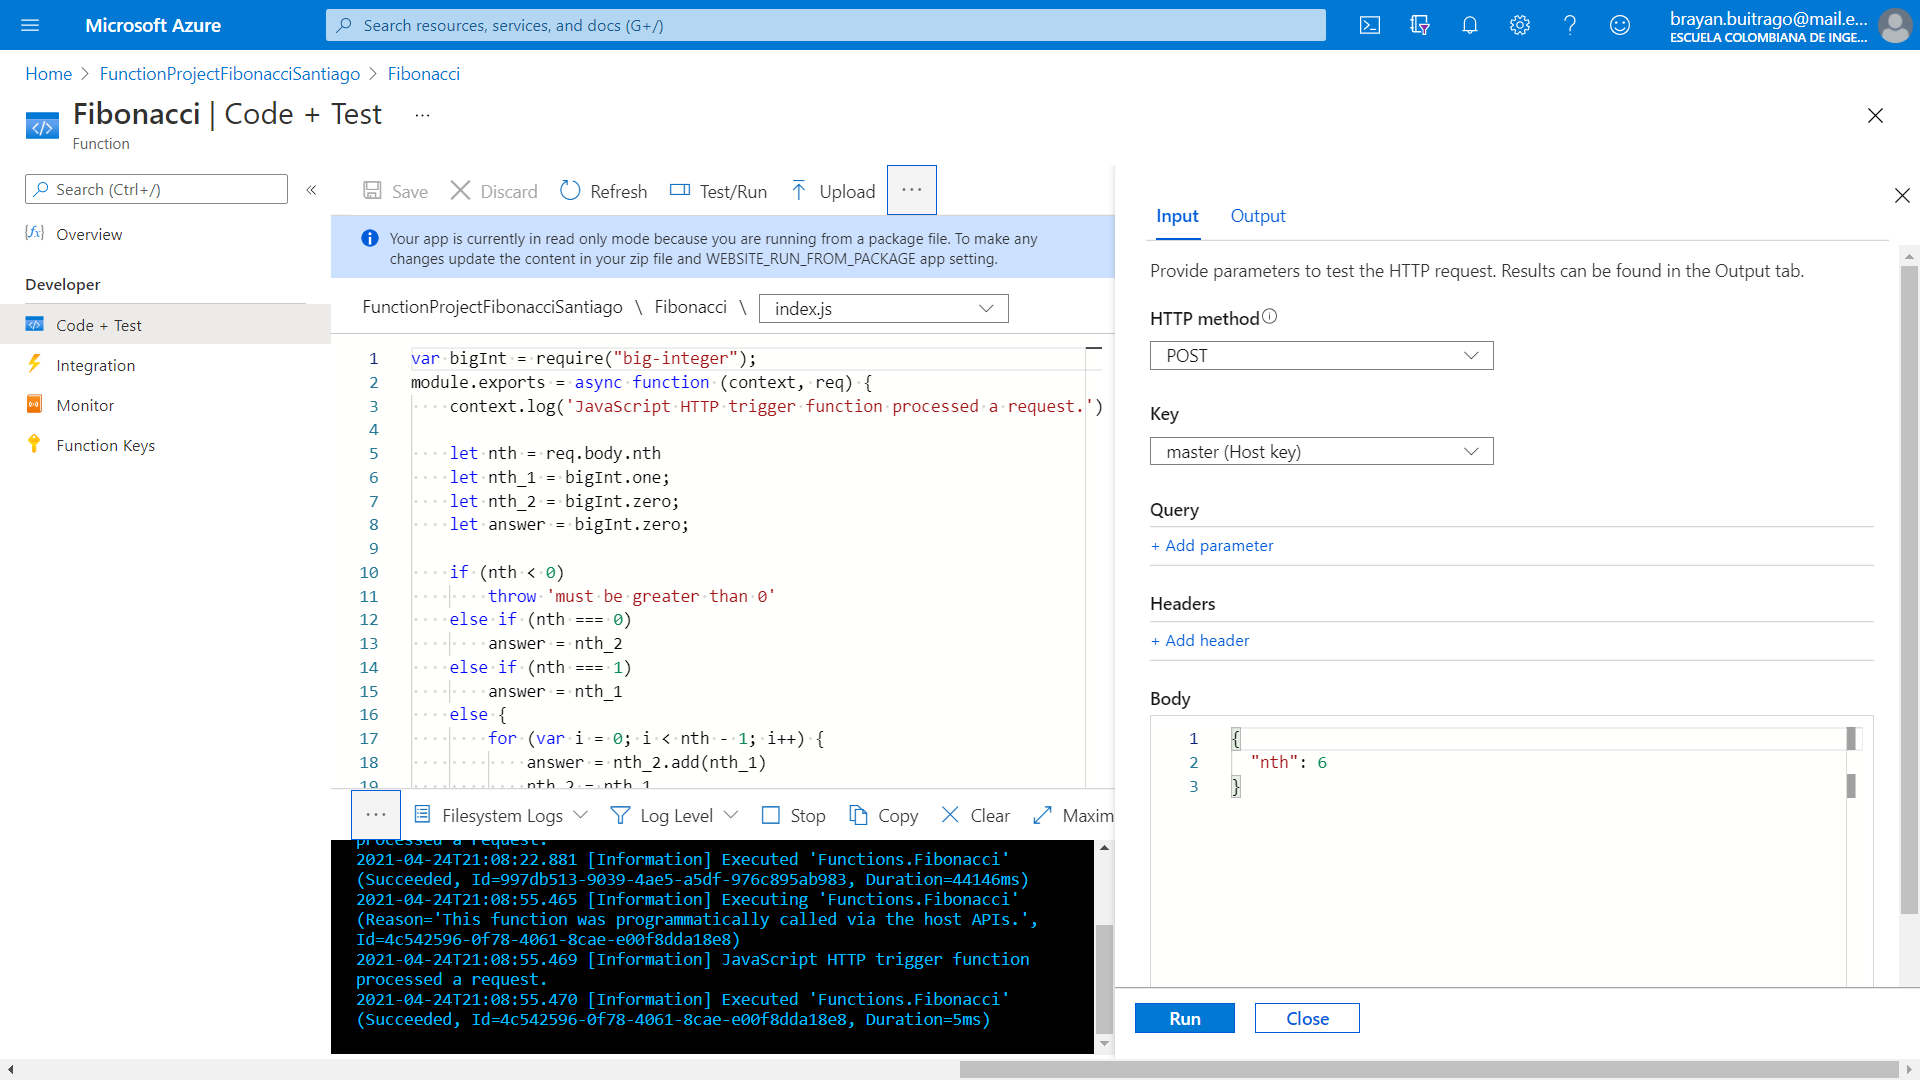 Microsoft Azure
Search resources, services, and docs (G+/)
brayan.buitrago@mail.e...
ESCUELA COLOMBIANA DE INGE...
Home > FunctionProjectFibonacciSantiago > Fibonacci
Fibonacci | Code + Test ...
Function
Search (Ctrl+/) «
Overview
Developer
Code + Test
Integration
Monitor
Function Keys
Save Discard Refresh Test/Run Upload ...
Your app is currently in read only mode because you are running from a package file. To make any
changes update the content in your zip file and WEBSITE_RUN_FROM_PACKAGE app setting.
FunctionProjectFibonacciSantiago \ Fibonacci \ index.js
1 var bigInt = require("big-integer");
2 module.exports = async function (context, req) {
3 context.log('JavaScript HTTP trigger function processed a request.')
4
5 let nth = req.body.nth
6 let nth_1 = bigInt.one;
7 let nth_2 = bigInt.zero;
8 let answer = bigInt.zero;
9
10 if (nth < 0)
11 throw 'must be greater than 0'
12 else if (nth === 0)
13 answer = nth_2
14 else if (nth === 1)
15 answer = nth_1
16 else {
17 for (var i = 0; i < nth - 1; i++) {
18 answer = nth_2.add(nth_1)
19 nth_2 = nth_1
... Filesystem Logs Log Level Stop Copy Clear Maxim
processed a request.
2021-04-24T21:08:22.881 [Information] Executed 'Functions.Fibonacci'
(Succeeded, Id=997db513-9039-4ae5-a5df-976c895ab983, Duration=44146ms)
2021-04-24T21:08:55.465 [Information] Executing 'Functions.Fibonacci'
(Reason='This function was programmatically called via the host APIs.',
Id=4c542596-0f78-4061-8cae-e00f8dda18e8)
2021-04-24T21:08:55.469 [Information] JavaScript HTTP trigger function
processed a request.
2021-04-24T21:08:55.470 [Information] Executed 'Functions.Fibonacci'
(Succeeded, Id=4c542596-0f78-4061-8cae-e00f8dda18e8, Duration=5ms)
Input Output
Provide parameters to test the HTTP request. Results can be found in the Output tab.
HTTP method
POST
Key
master (Host key)
Query
+ Add parameter
Headers
+ Add header
Body
1 {
2 "nth": 6
3 }
Run Close